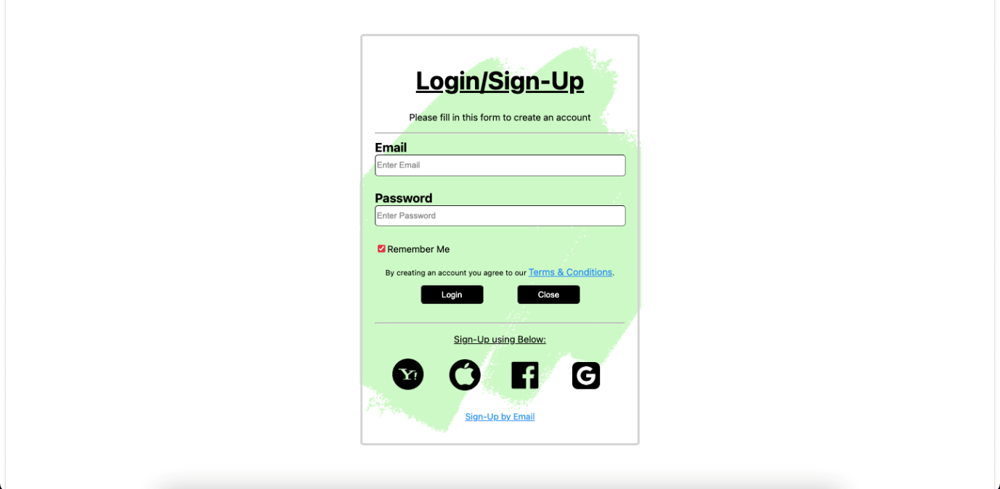 Login/Sign-Up
Please fill in this form to create an account
Email
Enter Email
Password
Enter Password
Remember Me
By creating an account you agree to our Terms & Conditions.
Login Close
Sign-Up using Below:
Y! f G
Sign-Up by Email